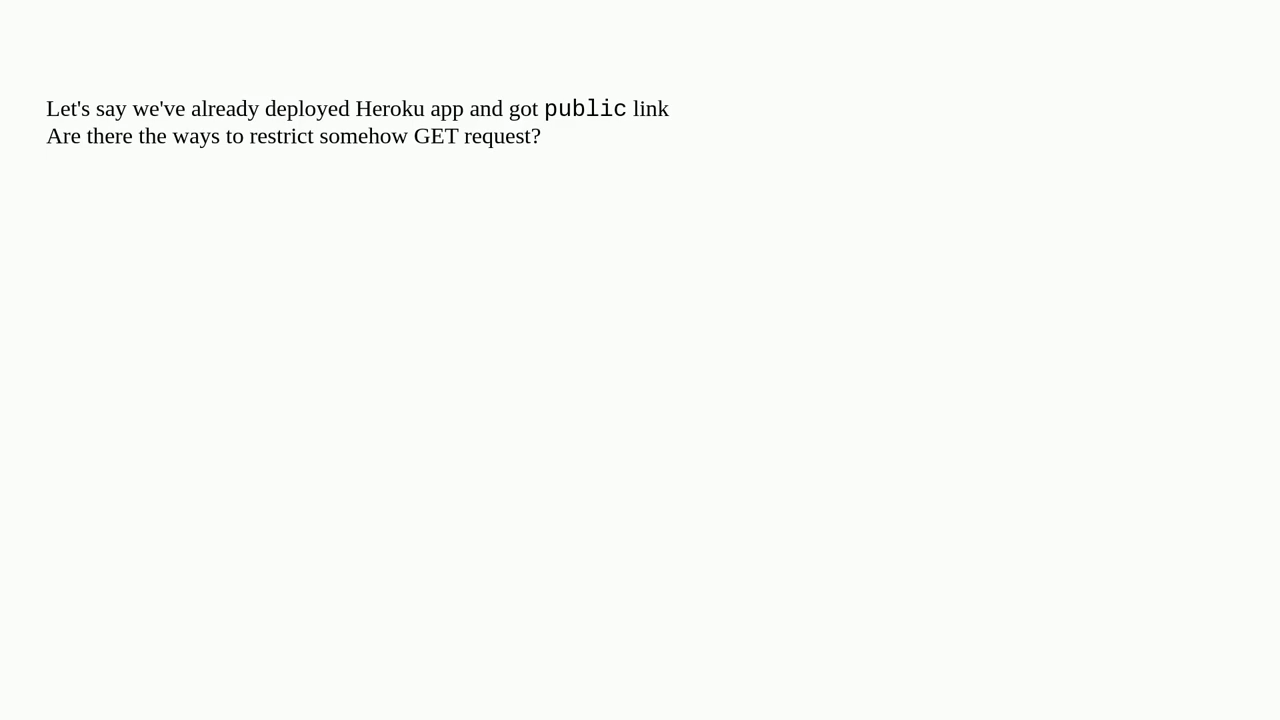 Let's say we've already deployed Heroku app and got public link
Are there the ways to restrict somehow GET request?